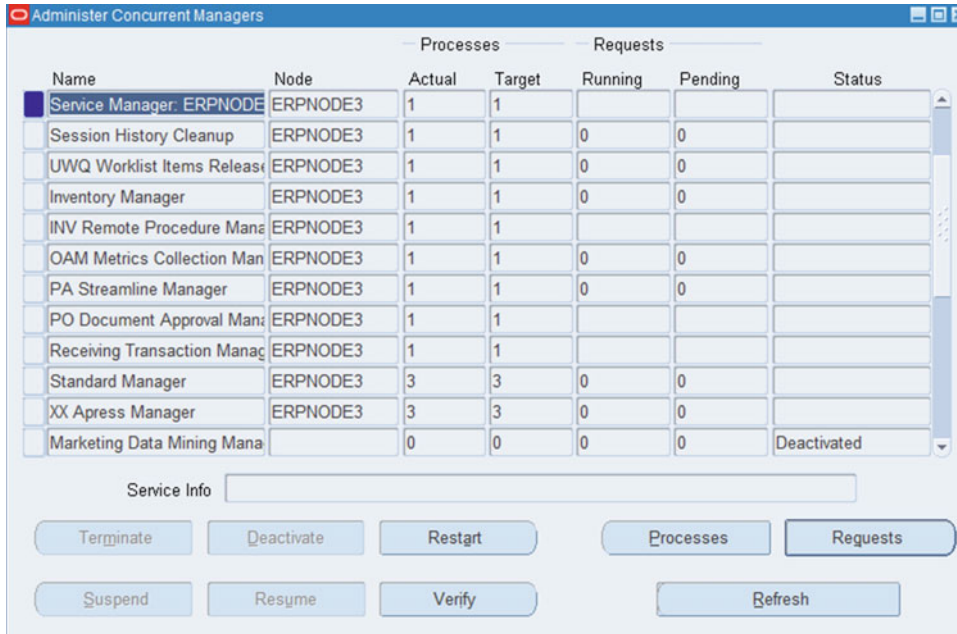 Administer Concurrent Managers
Processes Requests
Name Node Actual Target Running Pending Status
Service Manager: ERPNODE ERPNODE3 1 1
Session History Cleanup ERPNODE3 1 1 0 0
UWQ Worklist Items Release ERPNODE3 1 1 0 0
Inventory Manager ERPNODE3 1 1 0 0
INV Remote Procedure Mana ERPNODE3 1 1
OAM Metrics Collection Man ERPNODE3 1 1 0 0
PA Streamline Manager ERPNODE3 1 1 0 0
PO Document Approval Mana ERPNODE3 1 1
Receiving Transaction Manag ERPNODE3 1 1
Standard Manager ERPNODE3 3 3 0 0
XX Apress Manager ERPNODE3 3 3 0 0
Marketing Data Mining Mana 0 0 0 0 Deactivated
Service Info
Terminate Deactivate Restart Processes Requests
Suspend Resume Verify Refresh